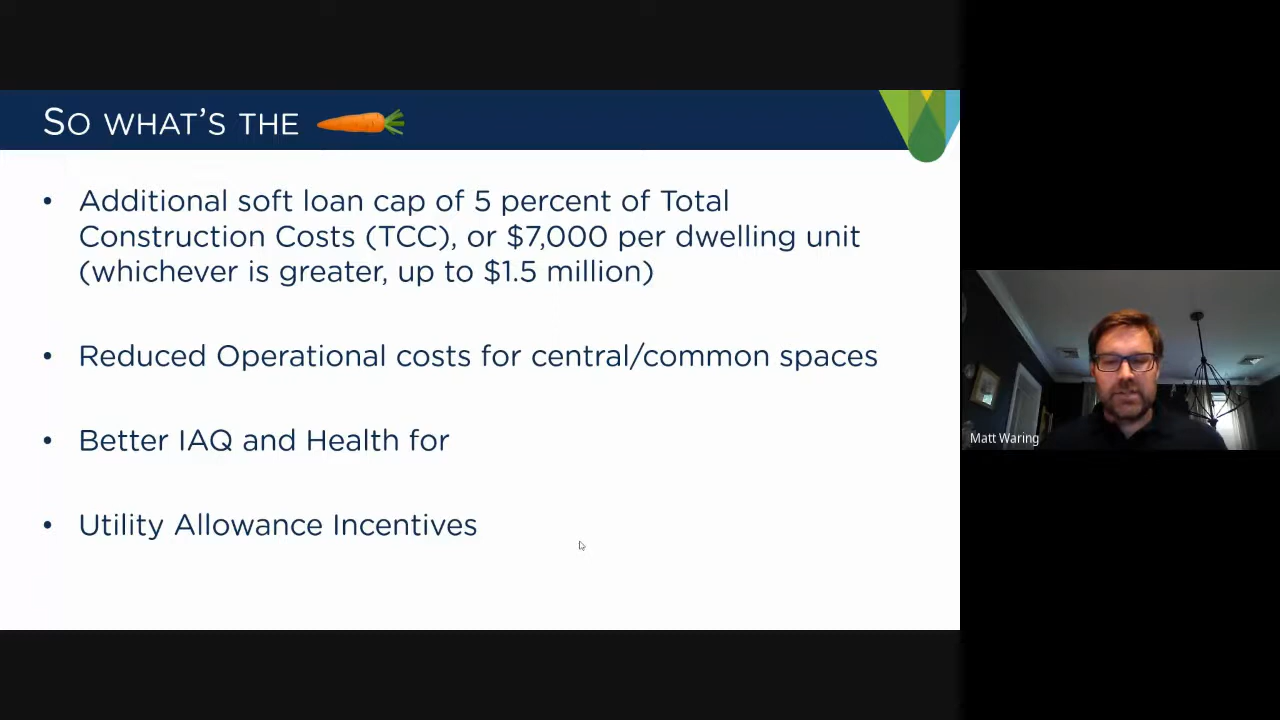 SO WHAT'S THE
• Additional soft loan cap of 5 percent of Total
Construction Costs (TCC), or $7,000 per dwelling unit
(whichever is greater, up to $1.5 million)
• Reduced Operational costs for central/common spaces
• Better IAQ and Health for
• Utility Allowance Incentives
Matt Waring